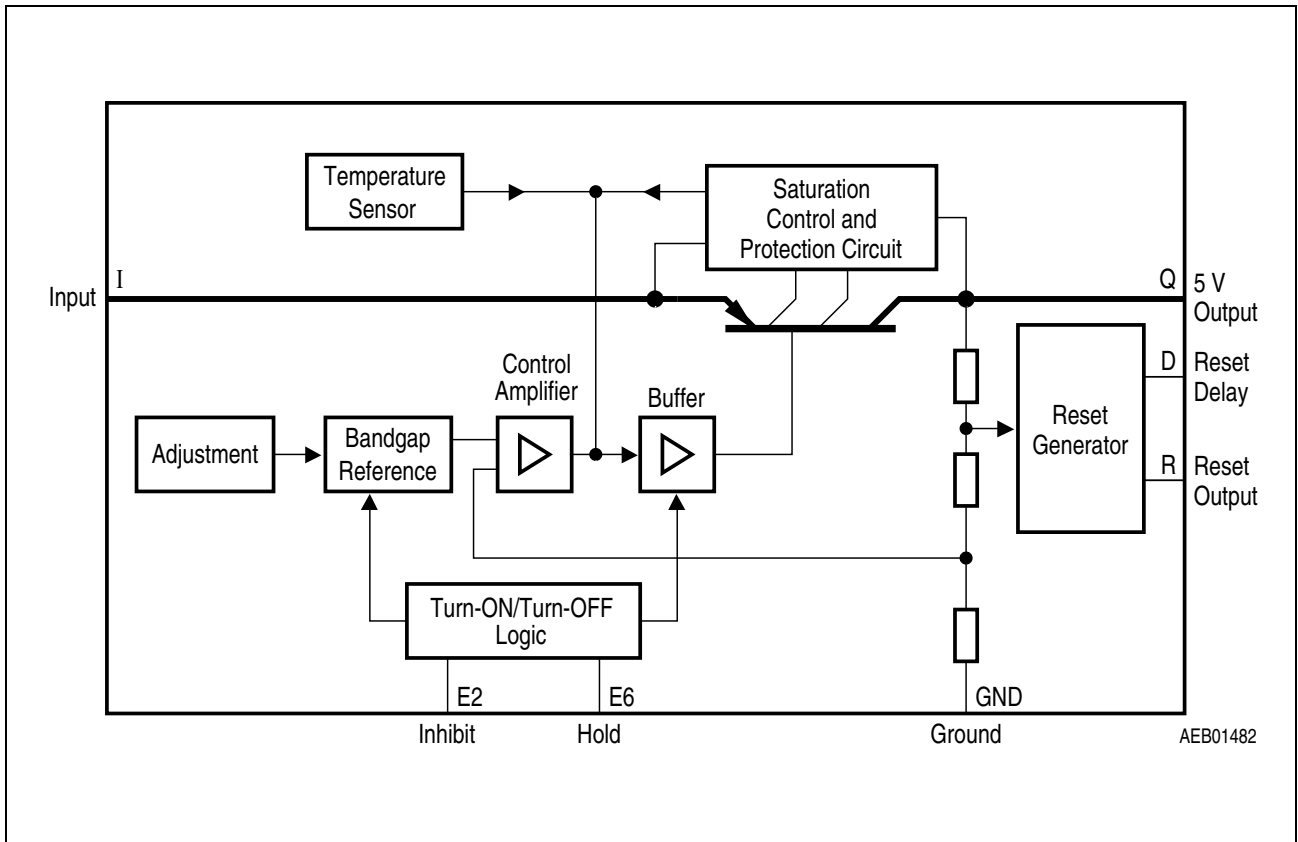 Temperature
Sensor
Saturation
Control and
Protection Circuit
Input
I
Q
5 V
Output
Control
Amplifier
Buffer
D
Reset
Delay
Adjustment
Bandgap
Reference
Reset
Generator
R
Reset
Output
Turn-ON/Turn-OFF
Logic
E2
E6
GND
Inhibit
Hold
Ground
AEB01482